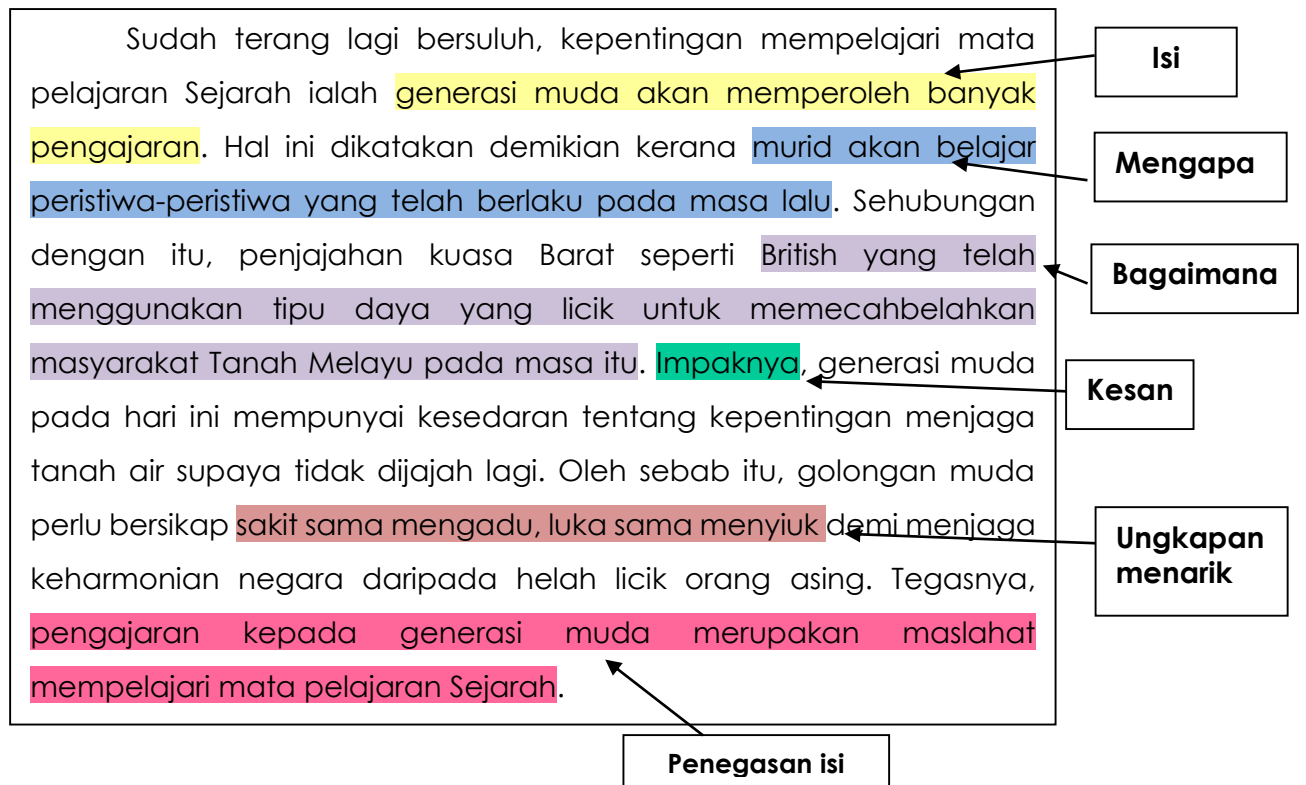 Sudah terang lagi bersuluh, kepentingan mempelajari mata
pelajaran Sejarah ialah generasi muda akan memperoleh banyak
pengajaran. Hal ini dikatakan demikian kerana murid akan belajar
peristiwa-peristiwa yang telah berlaku pada masa lalu. Sehubungan
dengan itu, penjajahan kuasa Barat seperti British yang telah
menggunakan tipu daya yang licik untuk memecahbelahkan
masyarakat Tanah Melayu pada masa itu. Impaknya, generasi muda
pada hari ini mempunyai kesedaran tentang kepentingan menjaga
tanah air supaya tidak dijajah lagi. Oleh sebab itu, golongan muda
perlu bersikap sakit sama mengadu, luka sama menyiuk demi menjaga
keharmonian negara daripada helah licik orang asing. Tegasnya,
pengajaran kepada generasi muda merupakan maslahat
mempelajari mata pelajaran Sejarah.
Isi
Mengapa
Bagaimana
Kesan
Ungkapan
menarik
Penegasan isi